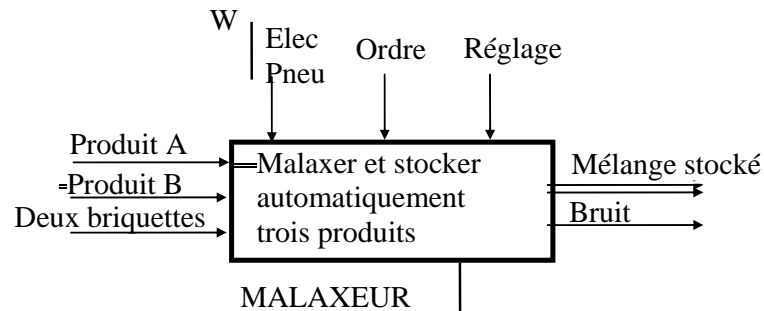 W
Elec
Pneu
Ordre
Réglage
Produit A
Produit B
Deux briquettes
Malaxer et stocker
automatiquement
trois produits
Mélange stocké
Bruit
MALAXEUR